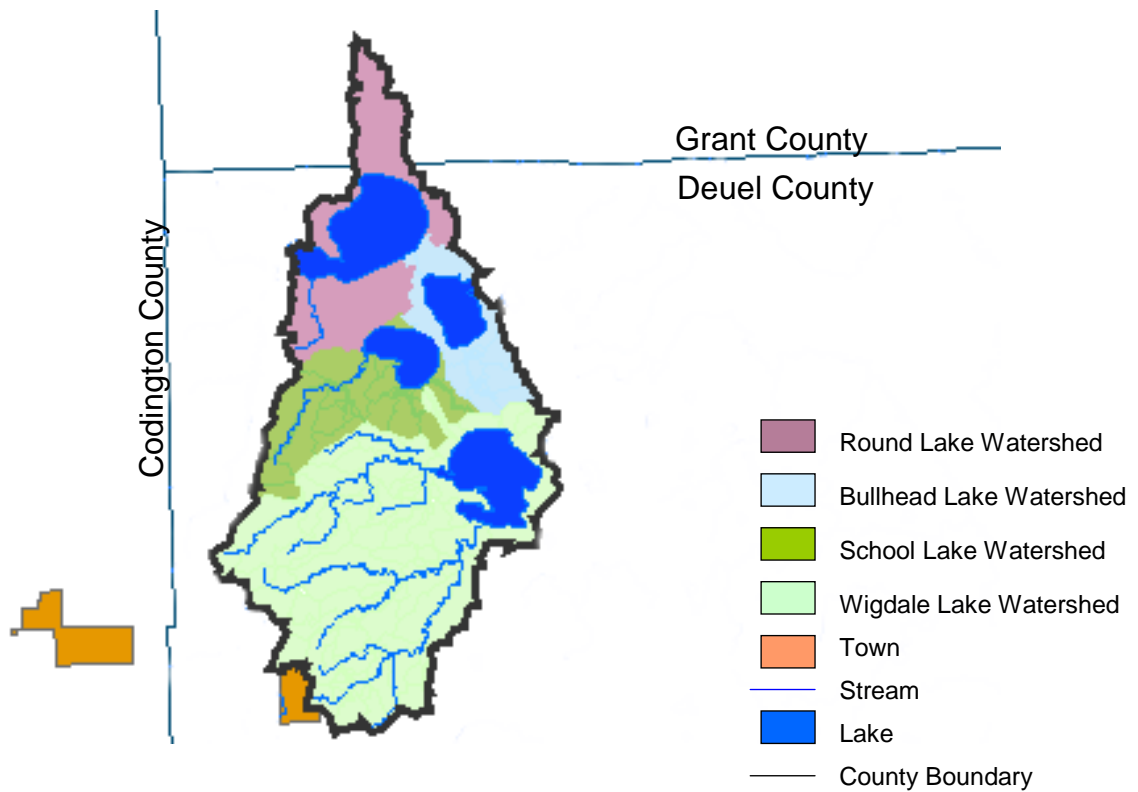 Grant County
Deuel County
Codington County
Round Lake Watershed
Bullhead Lake Watershed
School Lake Watershed
Wigdale Lake Watershed
Town
Stream
Lake
County Boundary